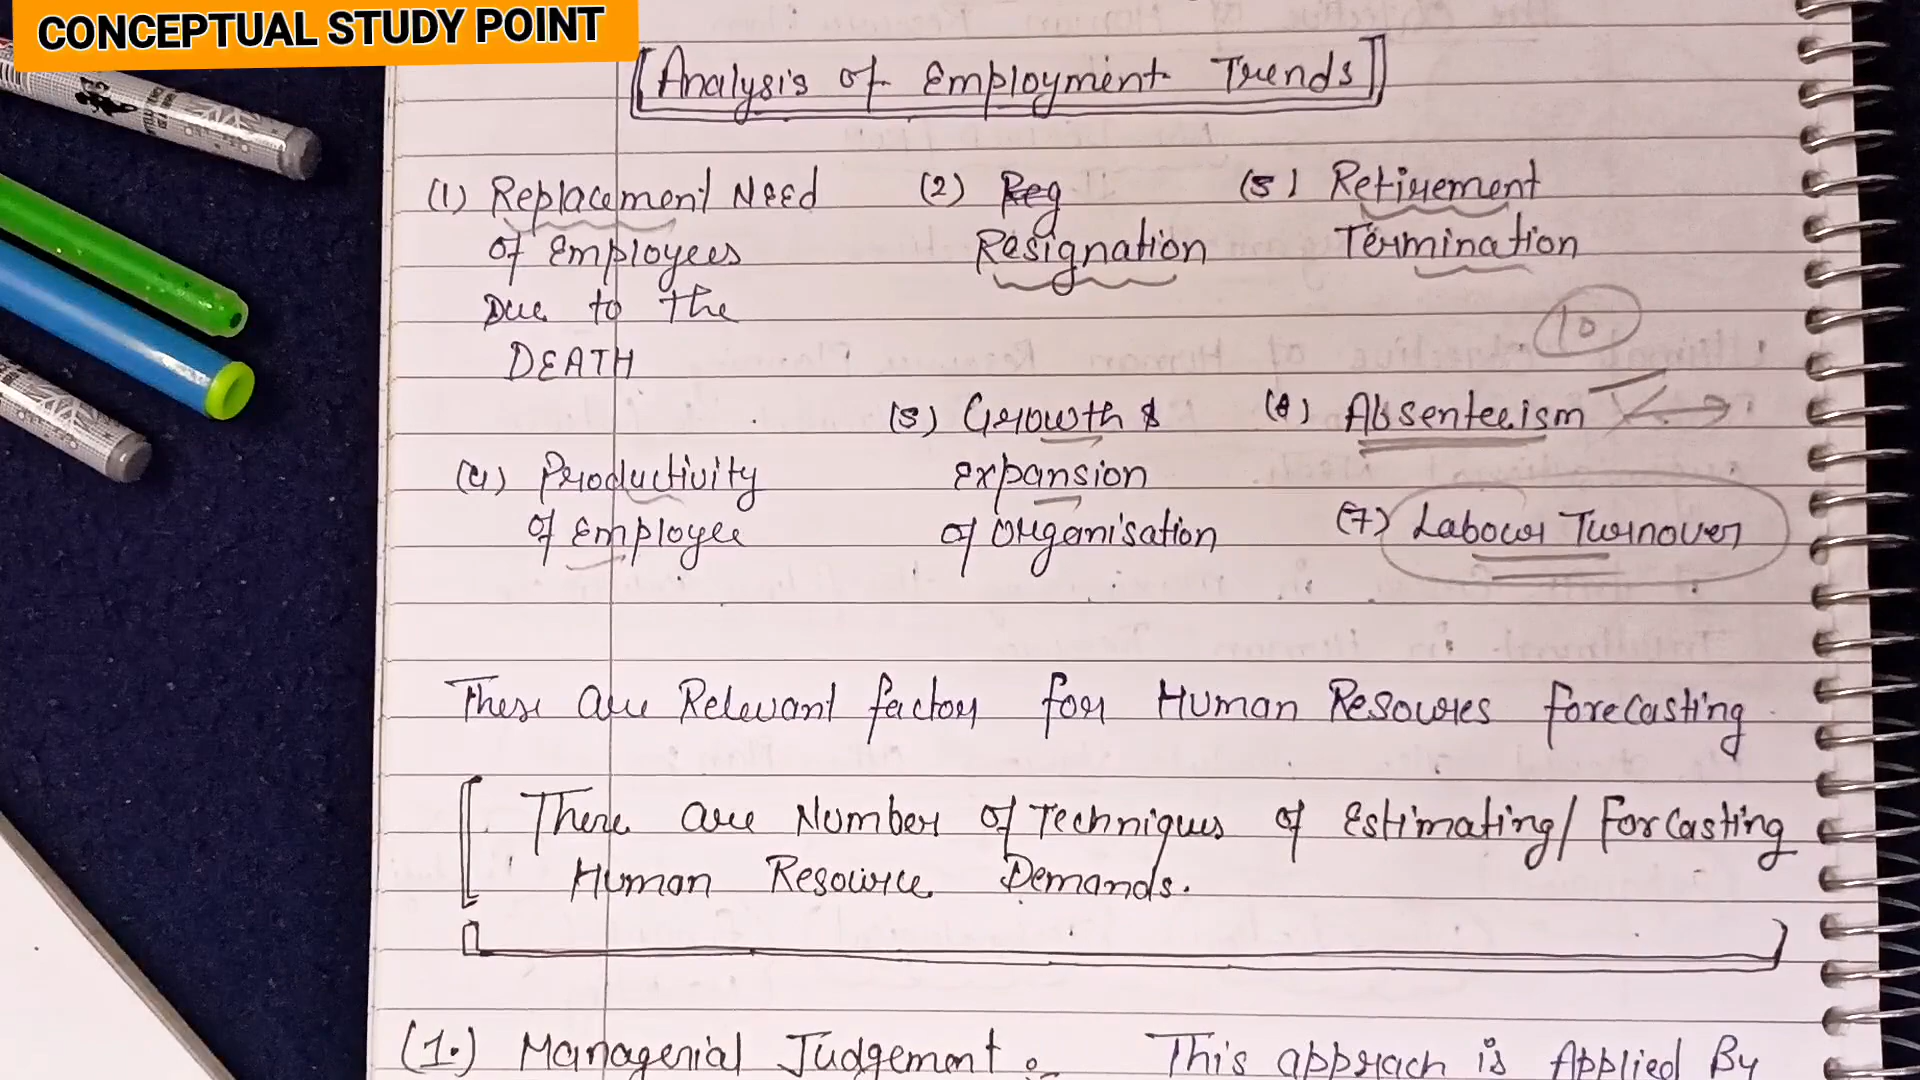 CONCEPTUAL STUDY POINT
Analysis of Employment Trends
(1) Replacement Need
of Employees
Due to the
DEATH
(2) Reg
Resignation
(3) Retirement
Termination
10
(4) Productivity
of Employee
(5) Growth &
Expansion
of Organisation
(6) Absenteeism
(7) Labour Turnover
These are Relevant factor for Human Resources forecasting
There are Number of Techniques of Estimating/Forcasting
Human Resource Demands.
(1.) Managerial Judgement :- This apprach is Applied By